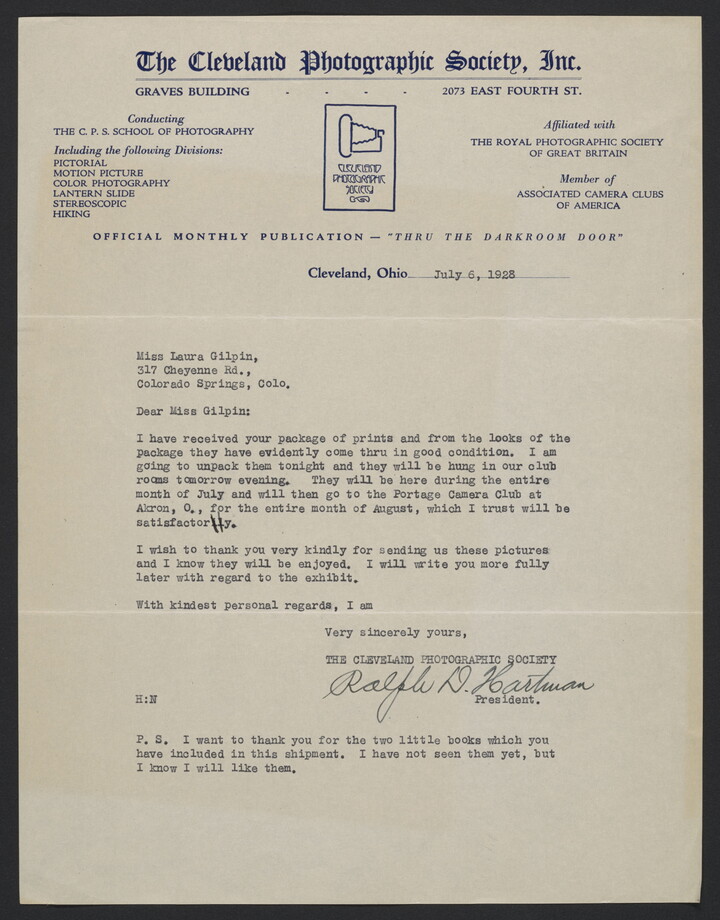 The Cleveland Photographic Society, Inc.
GRAVES BUILDING - - - - 2073 EAST FOURTH ST.
Conducting
THE C. P. S. SCHOOL OF PHOTOGRAPHY
Including the following Divisions:
PICTORIAL
MOTION PICTURE
COLOR PHOTOGRAPHY
LANTERN SLIDE
STEREOSCOPIC
HIKING
CLEVELAND
PHOTOGRAPHIC
SOCIETY
Affiliated with
THE ROYAL PHOTOGRAPHIC SOCIETY
OF GREAT BRITAIN
Member of
ASSOCIATED CAMERA CLUBS
OF AMERICA
OFFICIAL MONTHLY PUBLICATION — "THRU THE DARKROOM DOOR"
Cleveland, Ohio July 6, 1928
Miss Laura Gilpin,
317 Cheyenne Rd.,
Colorado Springs, Colo.
Dear Miss Gilpin:
I have received your package of prints and from the looks of the
package they have evidently come thru in good condition. I am
going to unpack them tonight and they will be hung in our club
rooms tomorrow evening. They will be here during the entire
month of July and will then go to the Portage Camera Club at
Akron, O., for the entire month of August, which I trust will be
satisfactory.
I wish to thank you very kindly for sending us these pictures
and I know they will be enjoyed. I will write you more fully
later with regard to the exhibit.
With kindest personal regards, I am
Very sincerely yours,
THE CLEVELAND PHOTOGRAPHIC SOCIETY
Ralph D. Hartman
H:N President.
P. S. I want to thank you for the two little books which you
have included in this shipment. I have not seen them yet, but
I know I will like them.